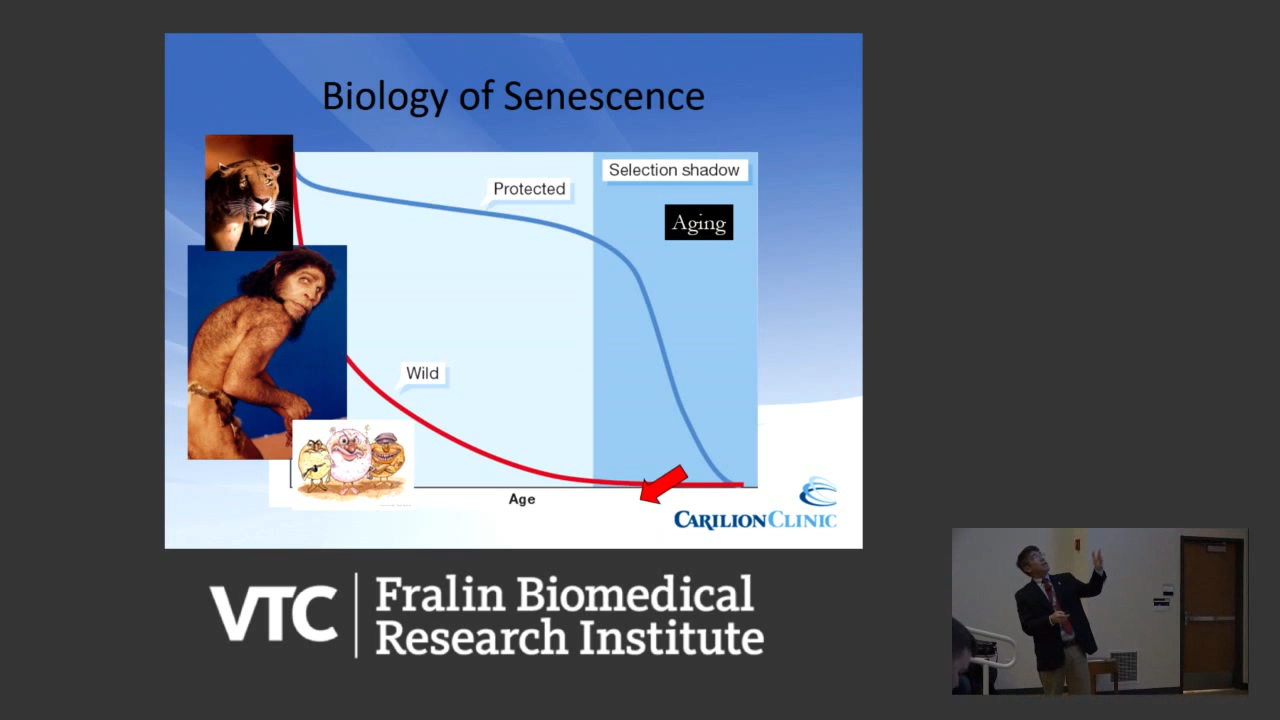 Biology of Senescence
Selection shadow
Protected
Aging
Wild
Age
CARILION CLINIC
VTC
Fralin Biomedical
Research Institute